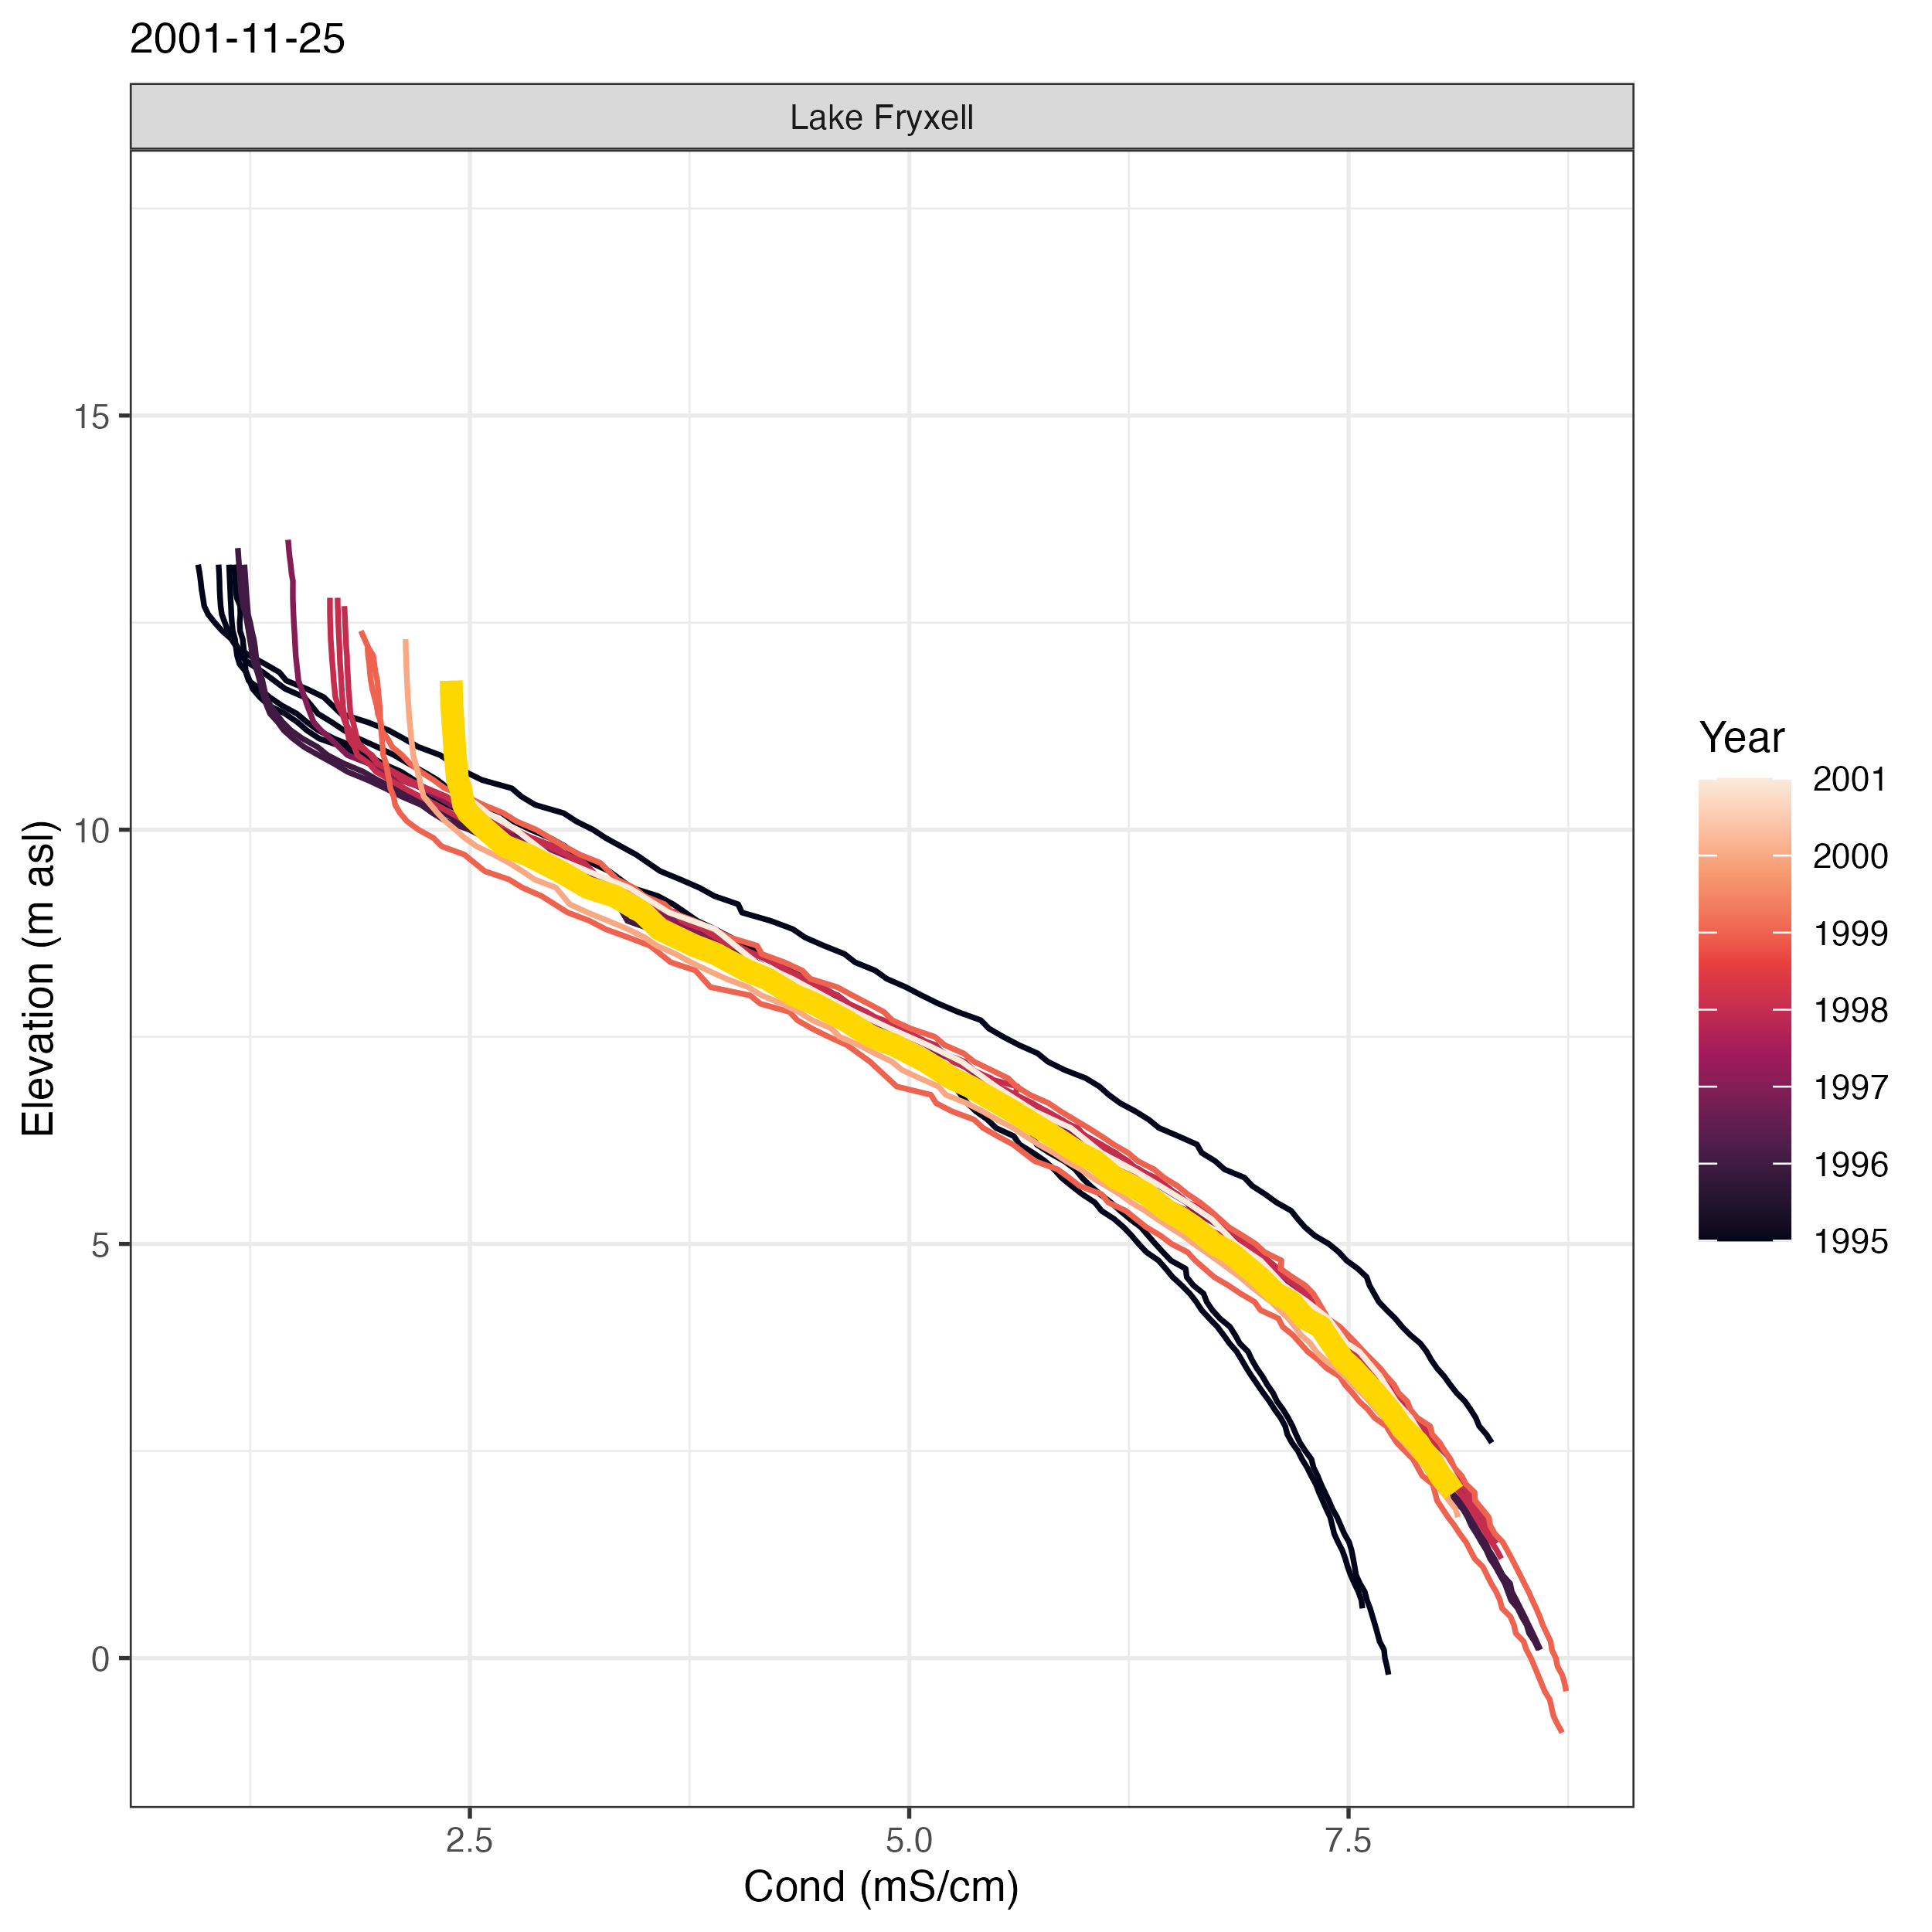 2001-11-25
Lake Fryxell
15
10
5
0
Elevation (m asl)
2.5 5.0 7.5
Cond (mS/cm)
Year
2001
2000
1999
1998
1997
1996
1995